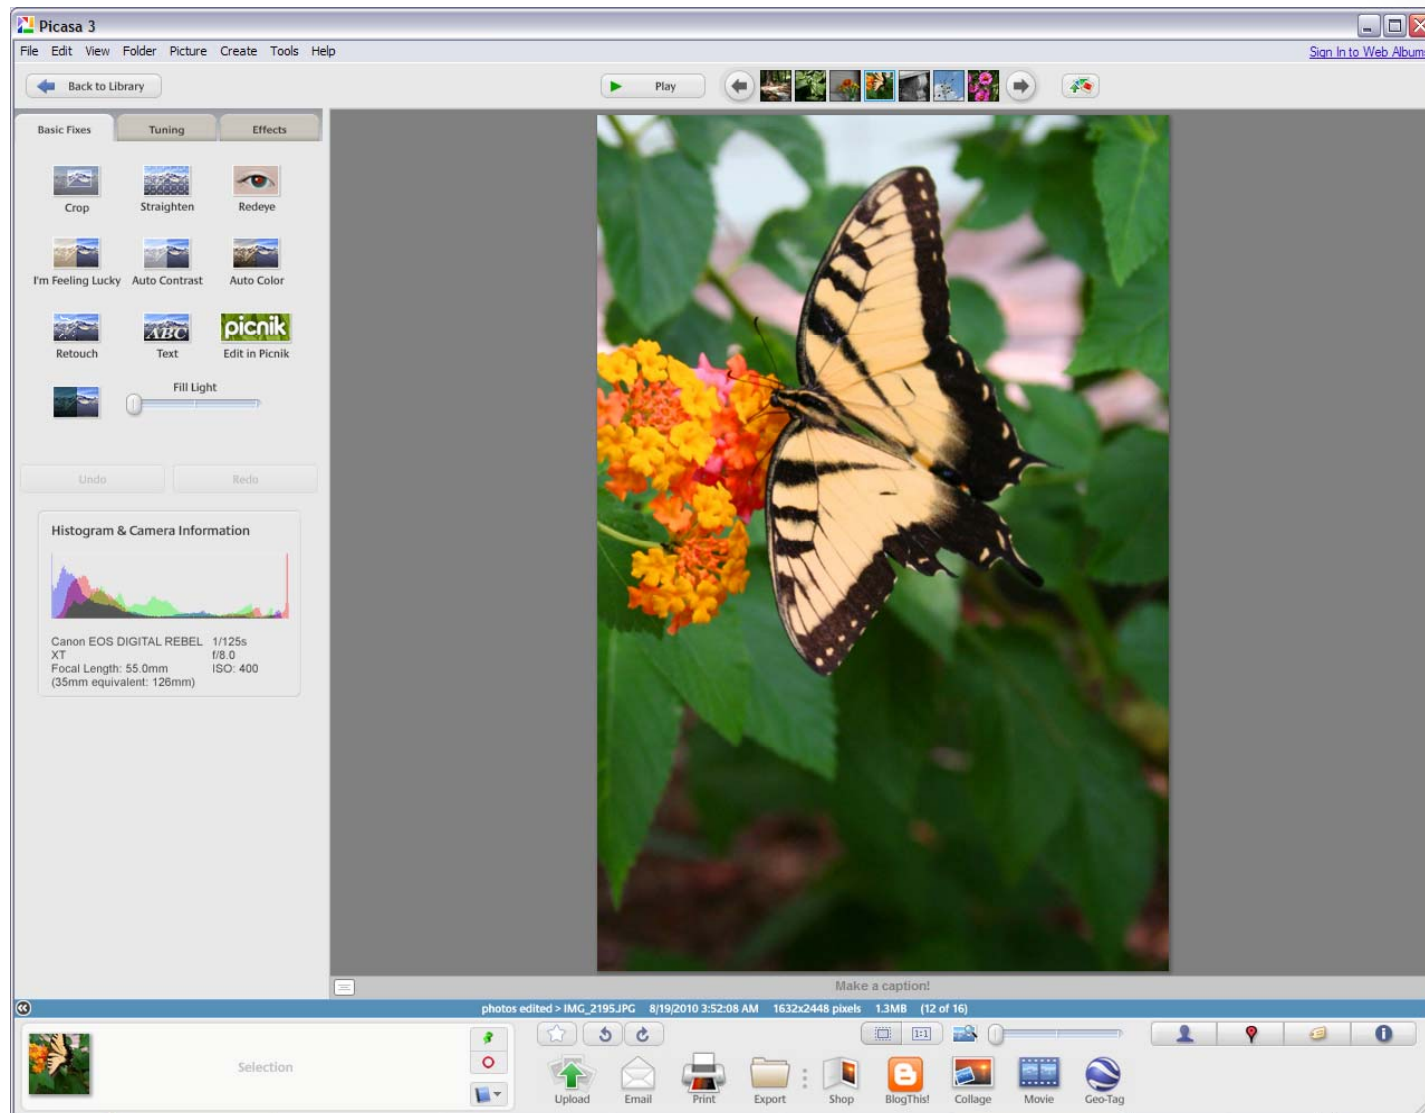 Picasa 3
File Edit View Folder Picture Create Tools Help
Sign In to Web Album
Back to Library
Play
Basic Fixes Tuning Effects
Crop Straighten Redeye
I'm Feeling Lucky Auto Contrast Auto Color
ABC picnik
Retouch Text Edit in Picnik
Fill Light
Undo Redo
Histogram & Camera Information
Canon EOS DIGITAL REBEL 1/125s
XT f/8.0
Focal Length: 55.0mm ISO: 400
(35mm equivalent: 126mm)
Make a caption!
photos edited > IMG_2195.JPG 8/19/2010 3:52:08 AM 1632x2448 pixels 1.3MB (12 of 16)
1:1
Selection
Upload Email Print Export Shop BlogThis! Collage Movie Geo-Tag